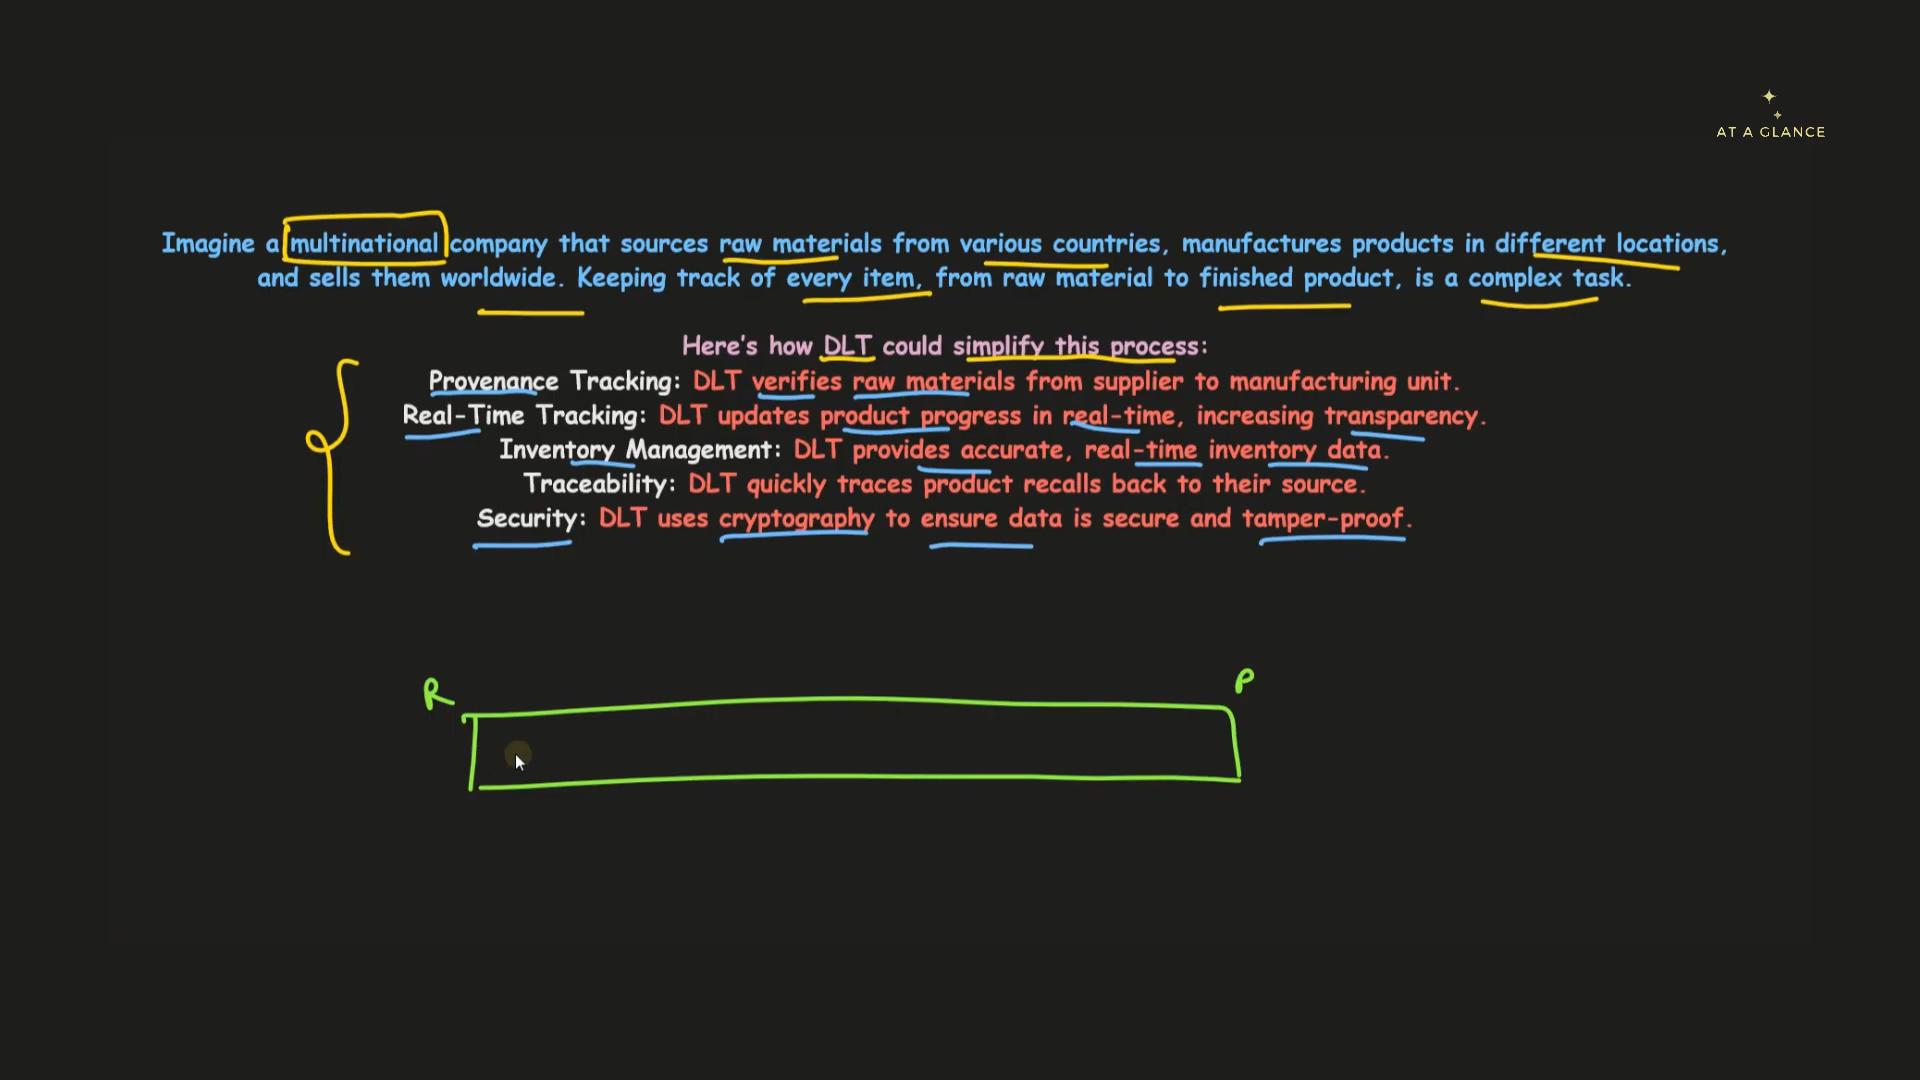 AT A GLANCE
Imagine a multinational company that sources raw materials from various countries, manufactures products in different locations,
and sells them worldwide. Keeping track of every item, from raw material to finished product, is a complex task.
Here's how DLT could simplify this process:
Provenance Tracking: DLT verifies raw materials from supplier to manufacturing unit.
Real-Time Tracking: DLT updates product progress in real-time, increasing transparency.
Inventory Management: DLT provides accurate, real-time inventory data.
Traceability: DLT quickly traces product recalls back to their source.
Security: DLT uses cryptography to ensure data is secure and tamper-proof.
R P